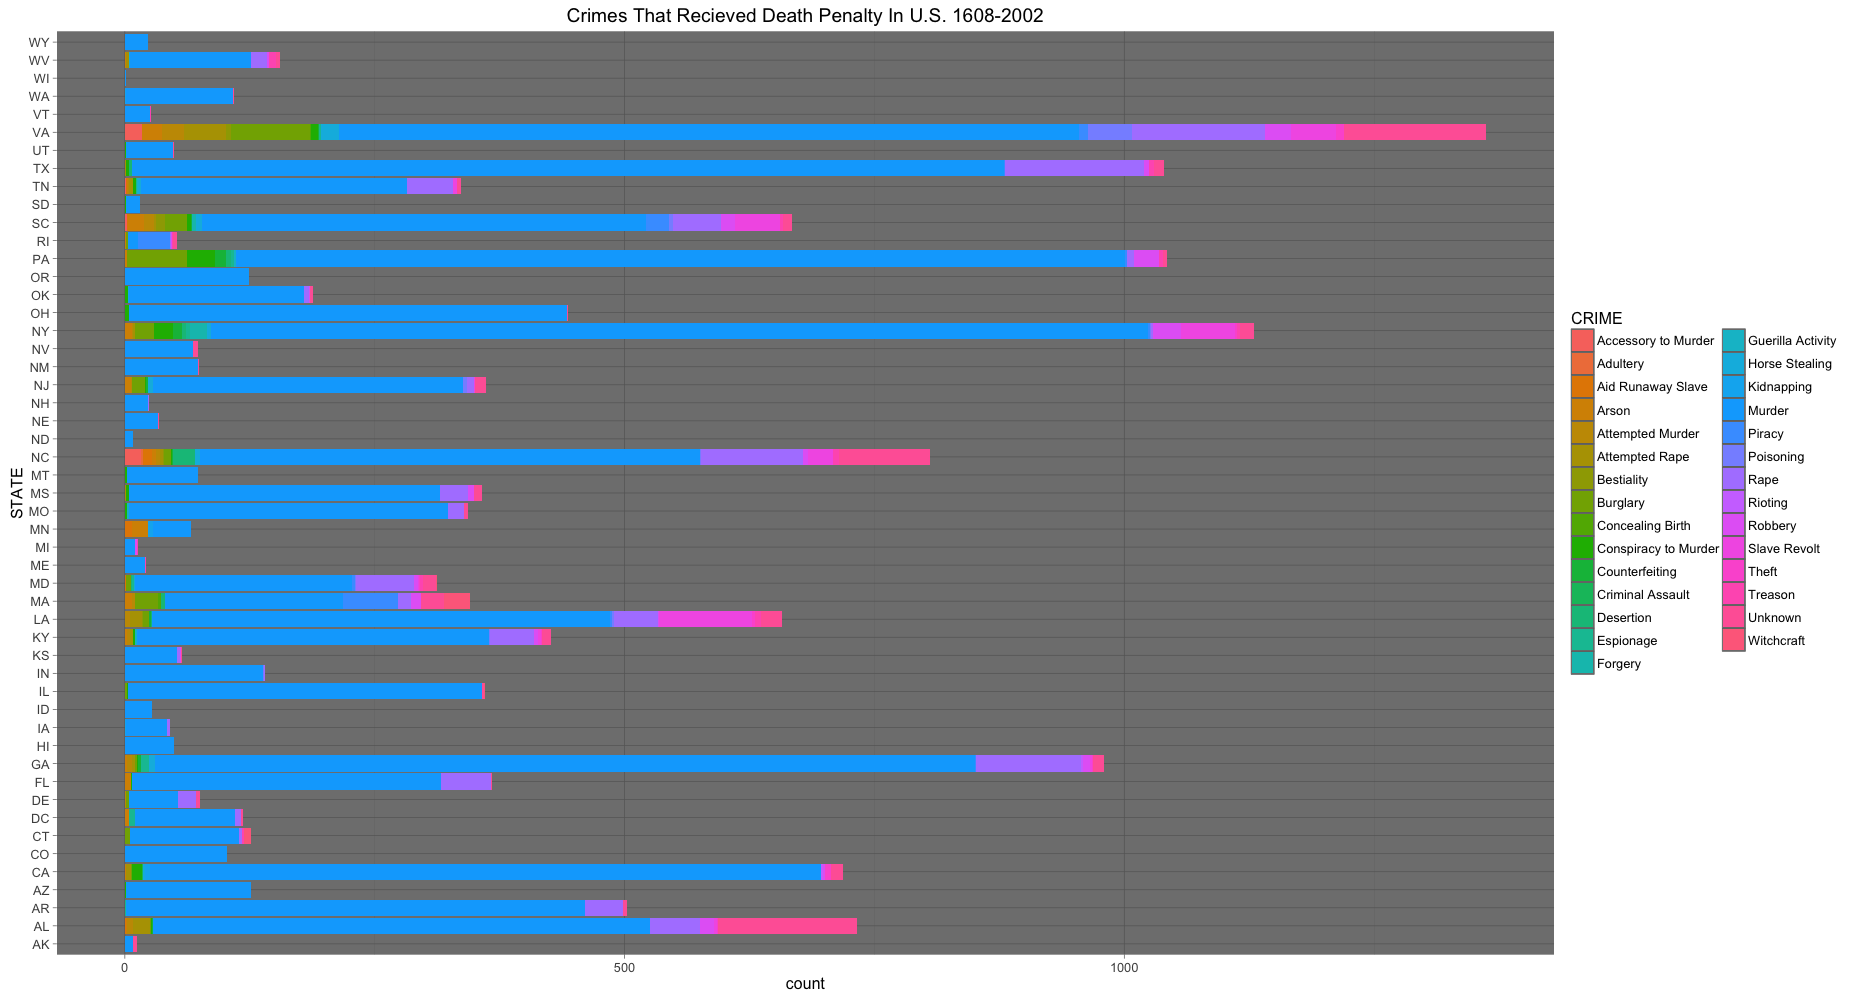 Crimes That Recieved Death Penalty In U.S. 1608-2002
STATE
WY
WV
WI
WA
VT
VA
UT
TX
TN
SD
SC
RI
PA
OR
OK
OH
NY
NV
NM
NJ
NH
NE
ND
NC
MT
MS
MO
MN
MI
ME
MD
MA
LA
KY
KS
IN
IL
ID
IA
HI
GA
FL
DE
DC
CT
CO
CA
AZ
AR
AL
AK
0 500 1000
count
CRIME
Accessory to Murder
Adultery
Aid Runaway Slave
Arson
Attempted Murder
Attempted Rape
Bestiality
Burglary
Concealing Birth
Conspiracy to Murder
Counterfeiting
Criminal Assault
Desertion
Espionage
Forgery
Guerilla Activity
Horse Stealing
Kidnapping
Murder
Piracy
Poisoning
Rape
Rioting
Robbery
Slave Revolt
Theft
Treason
Unknown
Witchcraft